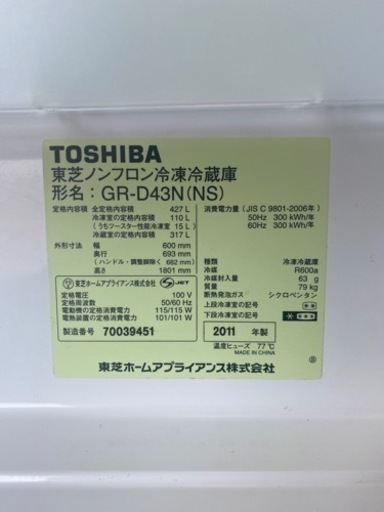 TOSHIBA
東芝ノンフロン冷凍冷蔵庫
形名：GR-D43N(NS)
定格内容積 全定格内容積 427 L
冷凍室の定格内容積 110 L
(うちツースター性能冷凍室 15 L)
冷蔵室の定格内容積 317 L
外形寸法 幅 600 mm
奥行 693 mm
(ハンドル・調整脚除く 682 mm)
高さ 1801 mm
東芝ホームアプライアンス株式会社
JET
定格電圧 100 V
定格周波数 50/60 Hz
電動機の定格消費電力 115/115 W
電熱装置の定格消費電力 101/101 W
製造番号 70039451
消費電力量 (JIS C 9801-2006年)
50Hz 300 kWh/年
60Hz 300 kWh/年
種類 冷凍冷蔵庫
冷媒 R600a
冷媒封入量 63 g
質量 79 kg
断熱発泡ガス シクロペンタン
上段冷凍室の記号
下段冷凍室の記号
2011 年製
温度ヒューズ 77℃
MADE IN CHINA
東芝ホームアプライアンス株式会社